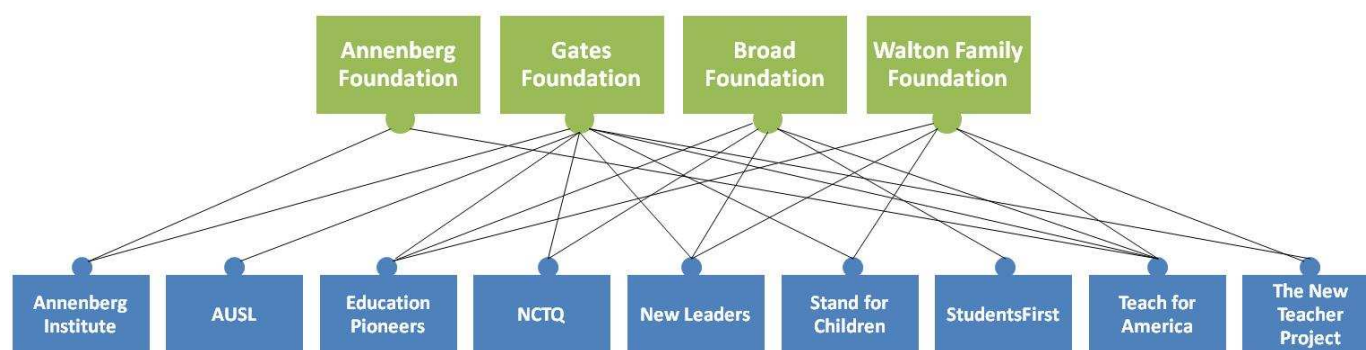 Annenberg
Foundation
Gates
Foundation
Broad
Foundation
Walton Family
Foundation
Annenberg
Institute
AUSL
Education
Pioneers
NCTQ
New Leaders
Stand for
Children
StudentsFirst
Teach for
America
The New
Teacher
Project